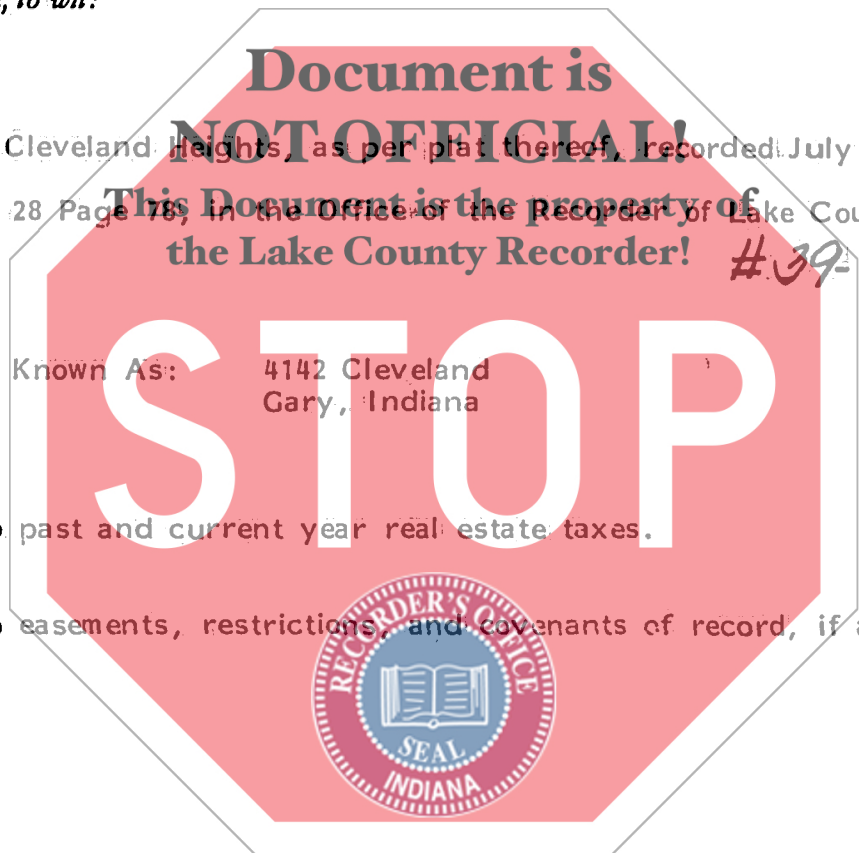 , to wit:
Document is
NOT OFFICIAL!
Cleveland Heights, as per plat thereof, recorded July
This Document is the property of
28 Page 78, in the Office of the Recorder of Lake Cou
the Lake County Recorder!
#39-
STOP
Known As: 4142 Cleveland
Gary, Indiana
past and current year real estate taxes.
easements, restrictions, and covenants of record, if a
RECORDER'S OFFICE
SEAL
INDIANA